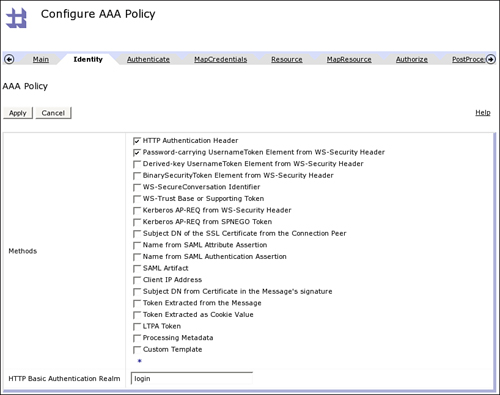 Configure AAA Policy
Main Identity Authenticate MapCredentials Resource MapResource Authorize PostProces
AAA Policy
Apply Cancel Help
HTTP Authentication Header
Password-carrying UsernameToken Element from WS-Security Header
Derived-key UsernameToken Element from WS-Security Header
BinarySecurityToken Element from WS-Security Header
WS-SecureConversation Identifier
WS-Trust Base or Supporting Token
Kerberos AP-REQ from WS-Security Header
Kerberos AP-REQ from SPNEGO Token
Subject DN of the SSL Certificate from the Connection Peer
Methods
Name from SAML Attribute Assertion
Name from SAML Authentication Assertion
SAML Artifact
Client IP Address
Subject DN from Certificate in the Message's signature
Token Extracted from the Message
Token Extracted as Cookie Value
LTPA Token
Processing Metadata
Custom Template
*
HTTP Basic Authentication Realm login